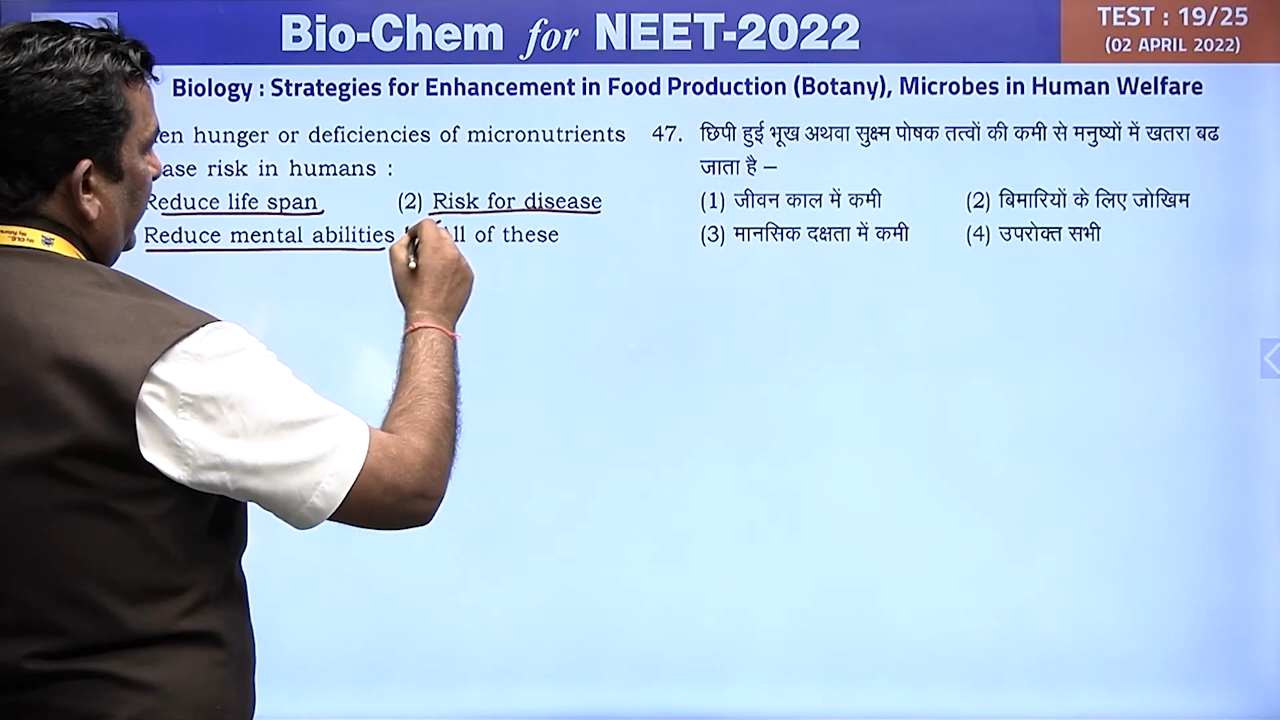 Bio-Chem for NEET-2022
TEST : 19/25
(02 APRIL 2022)
Biology : Strategies for Enhancement in Food Production (Botany), Microbes in Human Welfare
hunger or deficiencies of micronutrients
risk in humans :
Reduce life span (2) Risk for disease
Reduce mental abilities All of these
47. छिपी हुई भूख अथवा सुक्ष्म पोषक तत्वों की कमी से मनुष्यों में खतरा बढ
जाता है –
(1) जीवन काल में कमी (2) बिमारियों के लिए जोखिम
(3) मानसिक दक्षता में कमी (4) उपरोक्त सभी